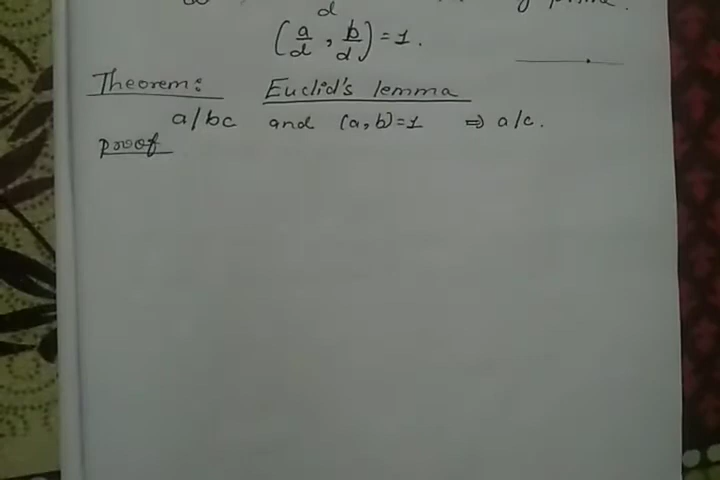 d
(a/d, b/d) = 1.
Theorem: Euclid's lemma
a/bc and (a, b) = 1 ⇒ a/c.
proof